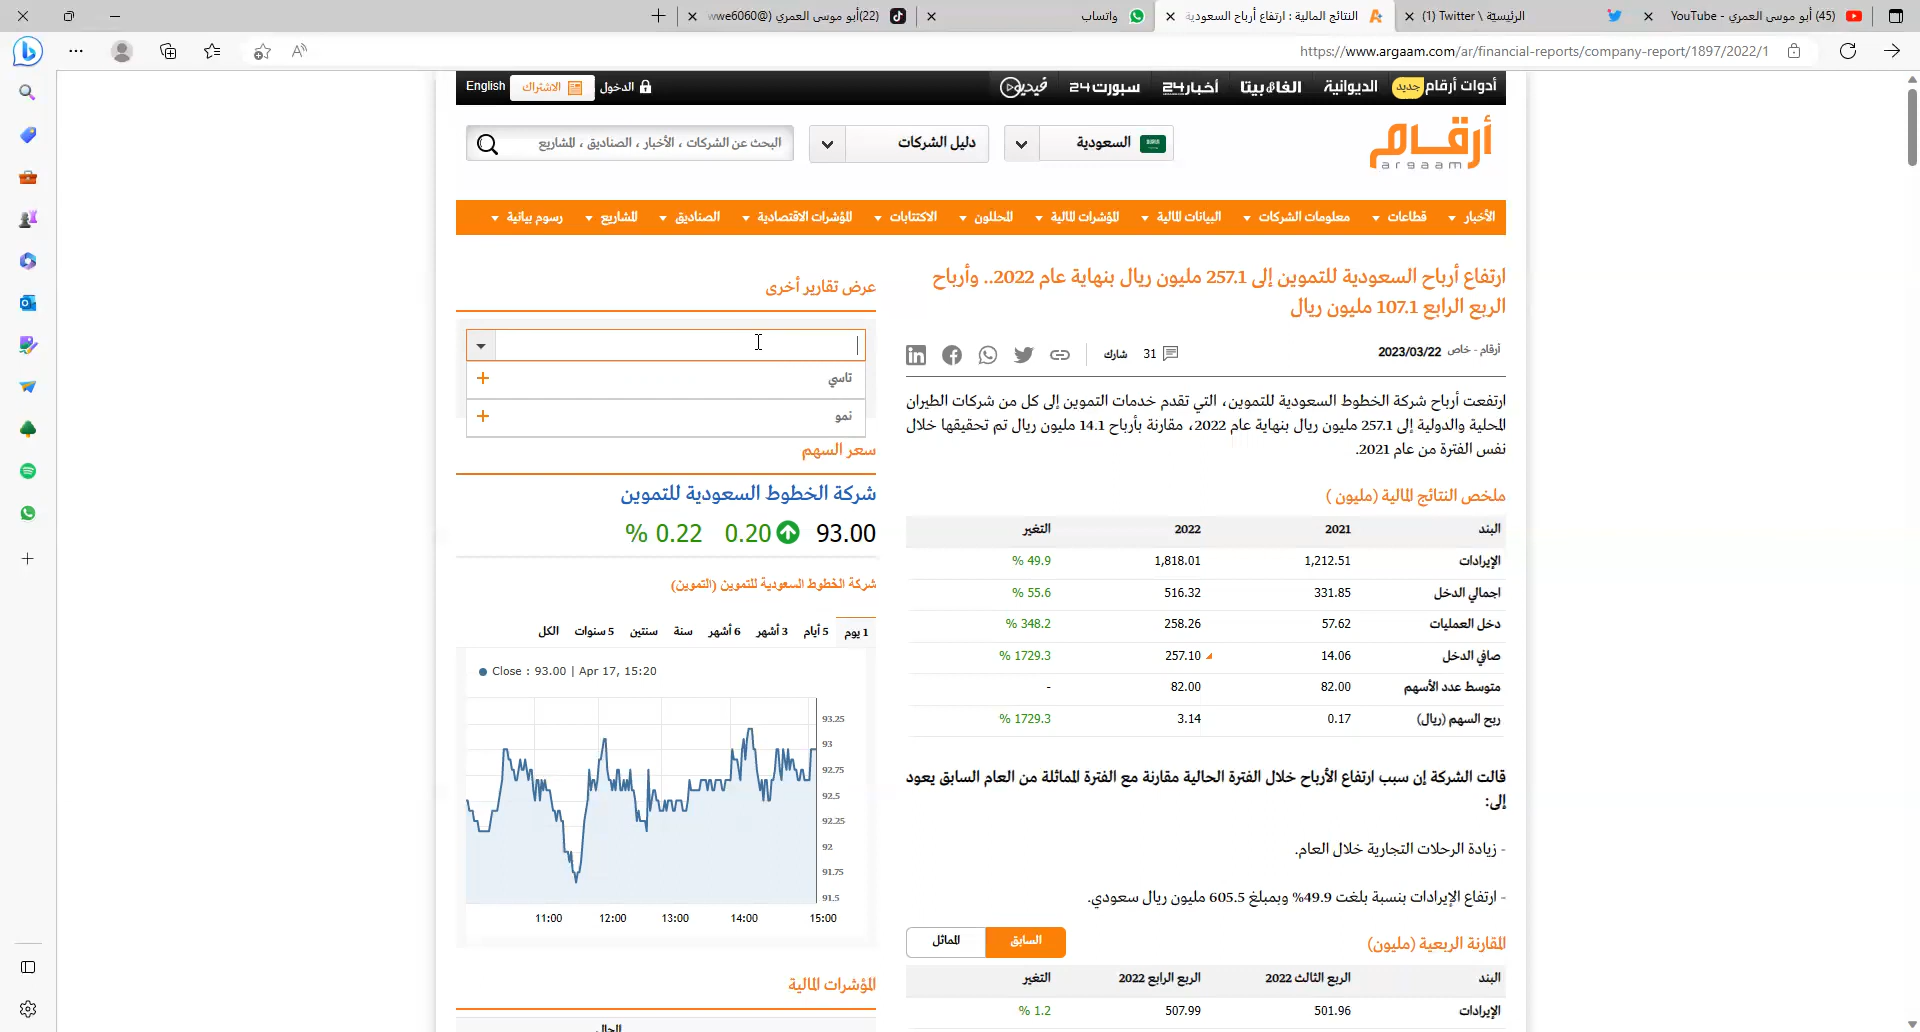 (45) أبو موسى العمري - YouTube
الرئيسيّة \ Twitter (1)
النتائج المالية : ارتفاع أرباح السعودية
واتساب
(22)أبو موسى العمري (@wwe6060
https://www.argaam.com/ar/financial-reports/company-report/1897/2022/1
أدوات أرقام جديد
الديوانية
الفا بيتا
أخبار24
سبورت 24
فيديو
الدخول
الاشتراك
English
أرقام
argaam
السعودية
دليل الشركات
البحث عن الشركات ، الأخبار ، الصناديق ، المشاريع
الأخبار
قطاعات
معلومات الشركات
البيانات المالية
المؤشرات المالية
المحللون
الاكتتابات
المؤشرات الاقتصادية
الصناديق
المشاريع
رسوم بيانية
ارتفاع أرباح السعودية للتموين إلى 257.1 مليون ريال بنهاية عام 2022.. وأرباح
الربع الرابع 107.1 مليون ريال
أرقام - خاص 2023/03/22
31 شارك
ارتفعت أرباح شركة الخطوط السعودية للتموين، التي تقدم خدمات التموين إلى كل من شركات الطيران
المحلية والدولية إلى 257.1 مليون ريال بنهاية عام 2022، مقارنة بأرباح 14.1 مليون ريال تم تحقيقها خلال
نفس الفترة من عام 2021.
ملخص النتائج المالية (مليون )
البند 2021 2022 التغير
الإيرادات 1,212.51 1,818.01 49.9 %
اجمالي الدخل 331.85 516.32 55.6 %
دخل العمليات 57.62 258.26 348.2 %
صافي الدخل 14.06 257.10 1729.3 %
متوسط عدد الأسهم 82.00 82.00 -
ربح السهم (ريال) 0.17 3.14 1729.3 %
قالت الشركة إن سبب ارتفاع الأرباح خلال الفترة الحالية مقارنة مع الفترة المماثلة من العام السابق يعود
إلى:
- زيادة الرحلات التجارية خلال العام.
- ارتفاع الإيرادات بنسبة بلغت 49.9% وبمبلغ 605.5 مليون ريال سعودي.
المقارنة الربعية (مليون)
السابق المماثل
البند الربع الثالث 2022 الربع الرابع 2022 التغير
الإيرادات 501.96 507.99 1.2 %
عرض تقارير أخرى
تاسي
نمو
سعر السهم
شركة الخطوط السعودية للتموين
93.00 0.20 0.22 %
شركة الخطوط السعودية للتموين (التموين)
1 يوم 5 أيام 3 أشهر 6 أشهر سنة سنتين 5 سنوات الكل
Close : 93.00 | Apr 17, 15:20
93.25
93
92.75
92.5
92.25
92
91.75
91.5
11:00 12:00 13:00 14:00 15:00
المؤشرات المالية
الحالي